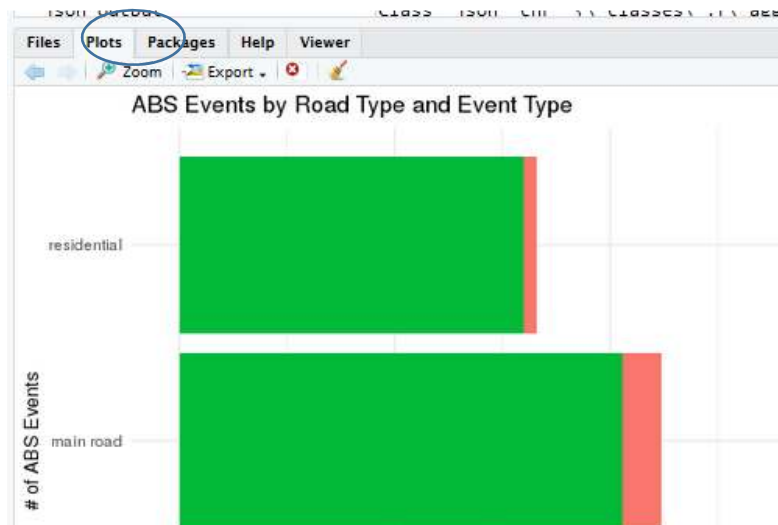 Files Plots Packages Help Viewer
Zoom Export
ABS Events by Road Type and Event Type
residential
main road
# of ABS Events